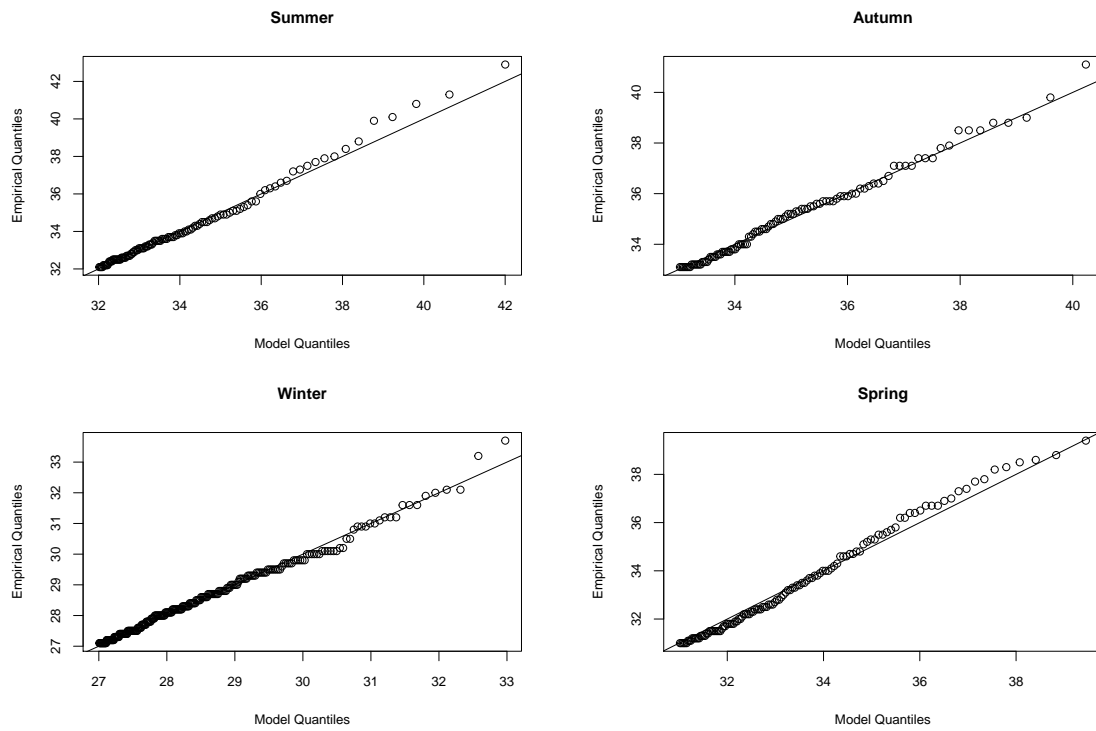 Summer
Empirical Quantiles
32 34 36 38 40 42
32 34 36 38 40 42
Model Quantiles
Autumn
Empirical Quantiles
34 36 38 40
34 36 38 40
Model Quantiles
Winter
Empirical Quantiles
27 28 29 30 31 32 33
27 28 29 30 31 32 33
Model Quantiles
Spring
Empirical Quantiles
32 34 36 38
32 34 36 38
Model Quantiles